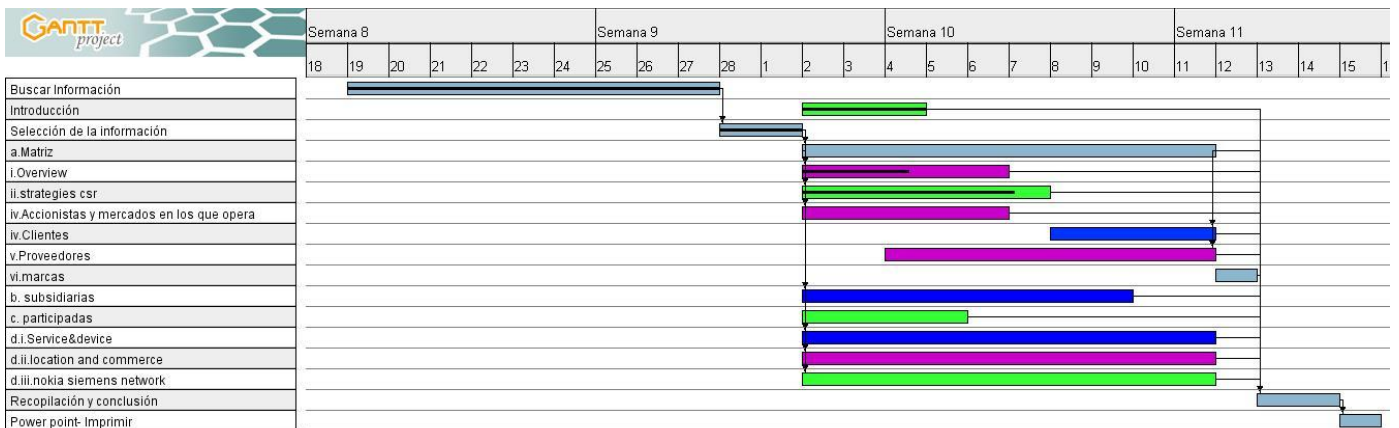 GANTT
project
Semana 8 Semana 9 Semana 10 Semana 11
18 19 20 21 22 23 24 25 26 27 28 1 2 3 4 5 6 7 8 9 10 11 12 13 14 15 1
Buscar Información
Introducción
Selección de la información
a.Matriz
i.Overview
ii.strategies csr
iv.Accionistas y mercados en los que opera
iv.Clientes
v.Proveedores
vi.marcas
b. subsidiarias
c. participadas
d.i.Service&device
d.ii.location and commerce
d.iii.nokia siemens network
Recopilación y conclusión
Power point- Imprimir